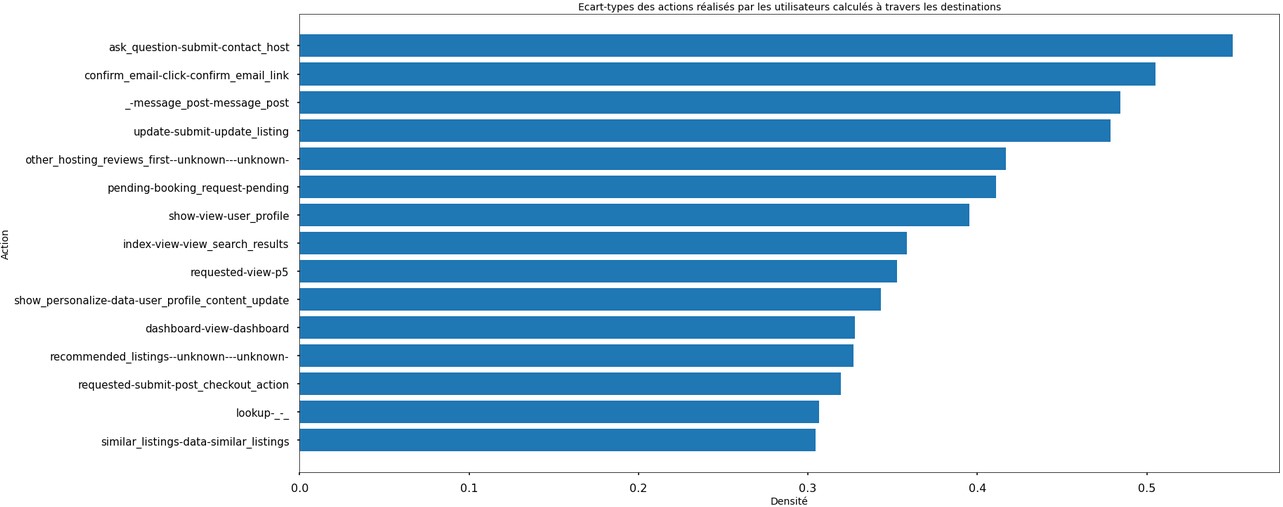 Ecart-types des actions réalisés par les utilisateurs calculés à travers les destinations
ask_question-submit-contact_host
confirm_email-click-confirm_email_link
_-message_post-message_post
update-submit-update_listing
other_hosting_reviews_first--unknown---unknown-
pending-booking_request-pending
show-view-user_profile
index-view-view_search_results
requested-view-p5
show_personalize-data-user_profile_content_update
dashboard-view-dashboard
recommended_listings--unknown---unknown-
requested-submit-post_checkout_action
lookup-_-_
similar_listings-data-similar_listings
Action
0.0 0.1 0.2 0.3 0.4 0.5
Densité